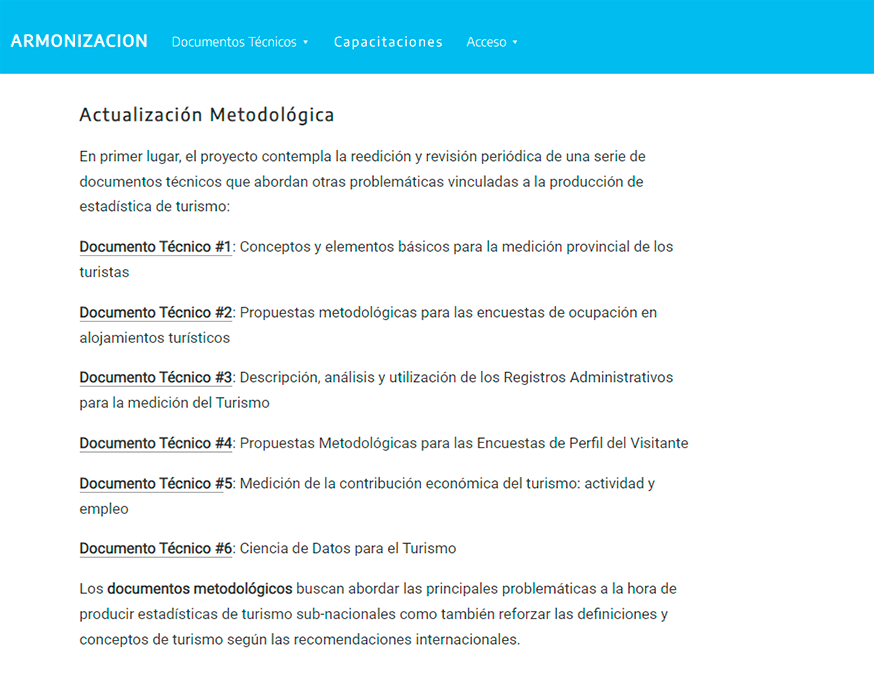 ARMONIZACION Documentos Técnicos ▾ Capacitaciones Acceso ▾
Actualización Metodológica
En primer lugar, el proyecto contempla la reedición y revisión periódica de una serie de
documentos técnicos que abordan otras problemáticas vinculadas a la producción de
estadística de turismo:
Documento Técnico #1: Conceptos y elementos básicos para la medición provincial de los
turistas
Documento Técnico #2: Propuestas metodológicas para las encuestas de ocupación en
alojamientos turísticos
Documento Técnico #3: Descripción, análisis y utilización de los Registros Administrativos
para la medición del Turismo
Documento Técnico #4: Propuestas Metodológicas para las Encuestas de Perfil del Visitante
Documento Técnico #5: Medición de la contribución económica del turismo: actividad y
empleo
Documento Técnico #6: Ciencia de Datos para el Turismo
Los documentos metodológicos buscan abordar las principales problemáticas a la hora de
producir estadísticas de turismo sub-nacionales como también reforzar las definiciones y
conceptos de turismo según las recomendaciones internacionales.